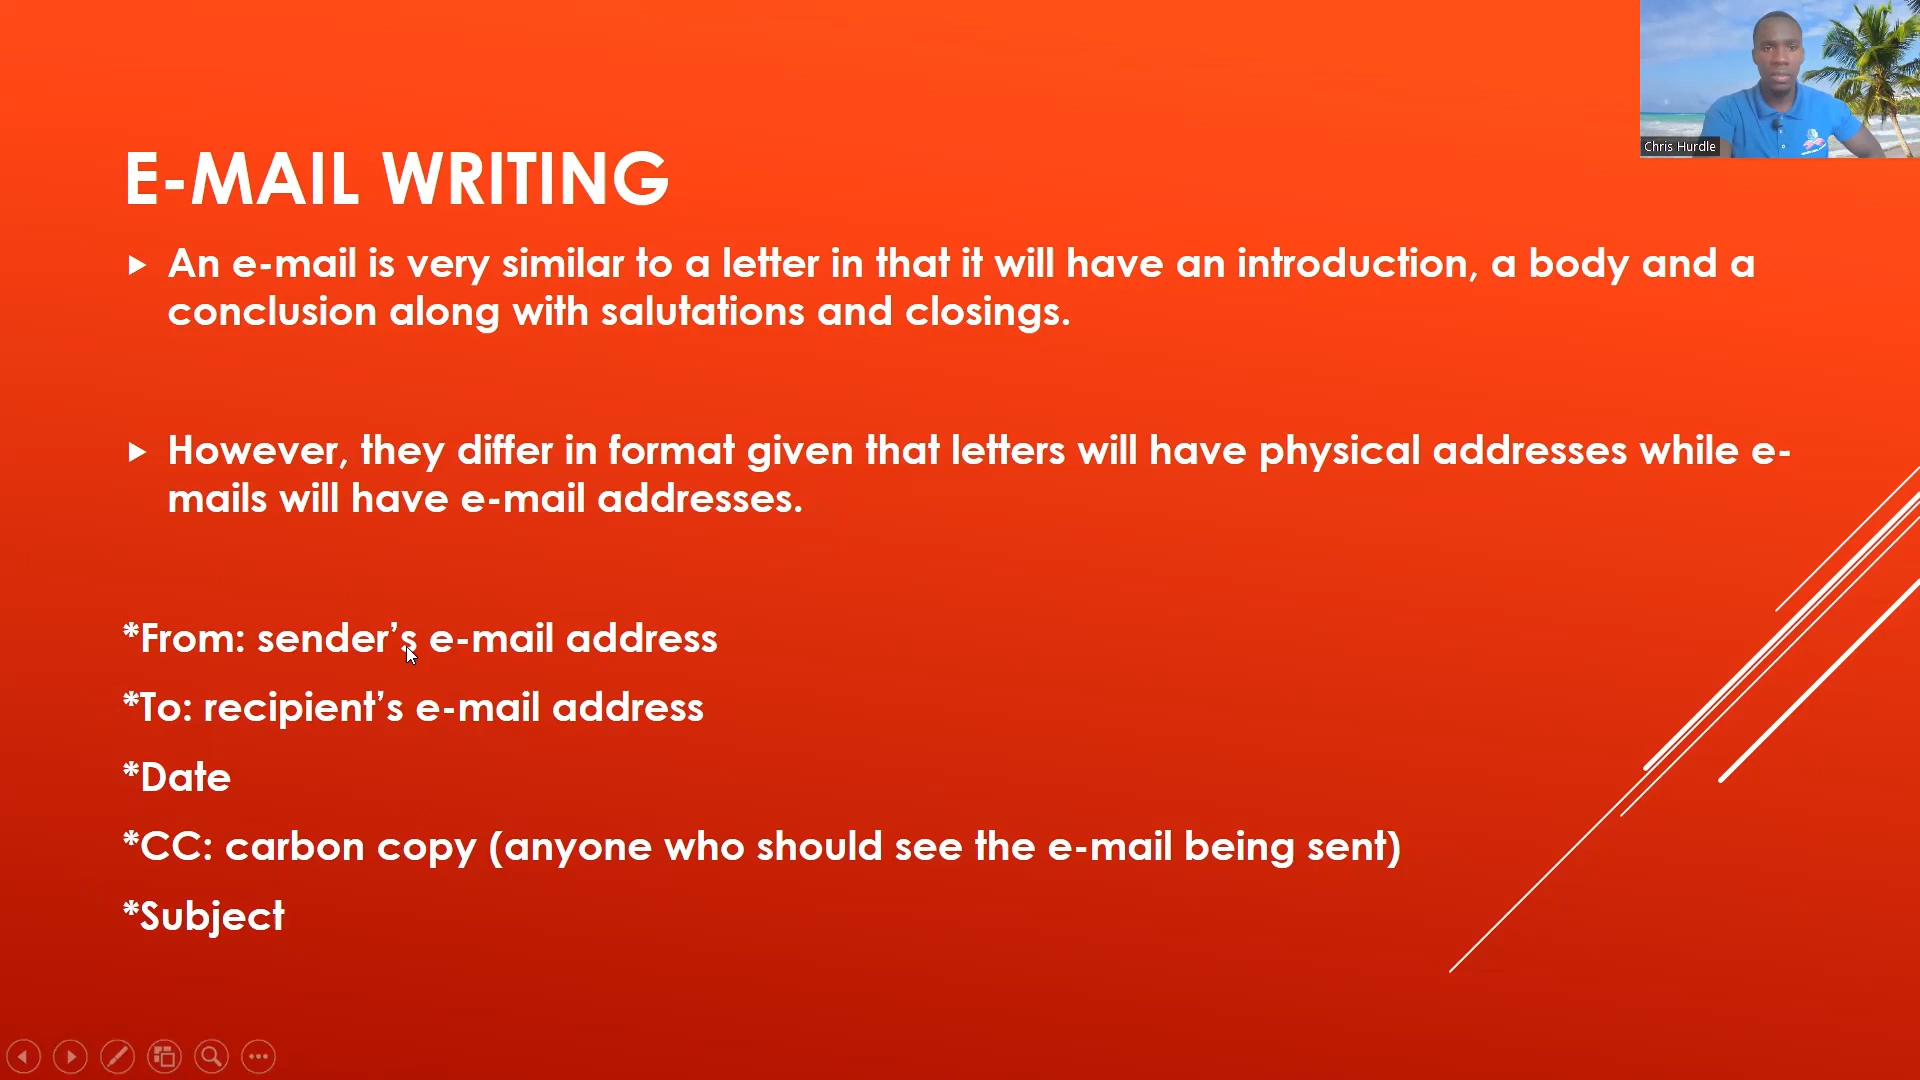 Chris Hurdle
E-MAIL WRITING
An e-mail is very similar to a letter in that it will have an introduction, a body and a
conclusion along with salutations and closings.
However, they differ in format given that letters will have physical addresses while e-
mails will have e-mail addresses.
*From: sender’s e-mail address
*To: recipient’s e-mail address
*Date
*CC: carbon copy (anyone who should see the e-mail being sent)
*Subject